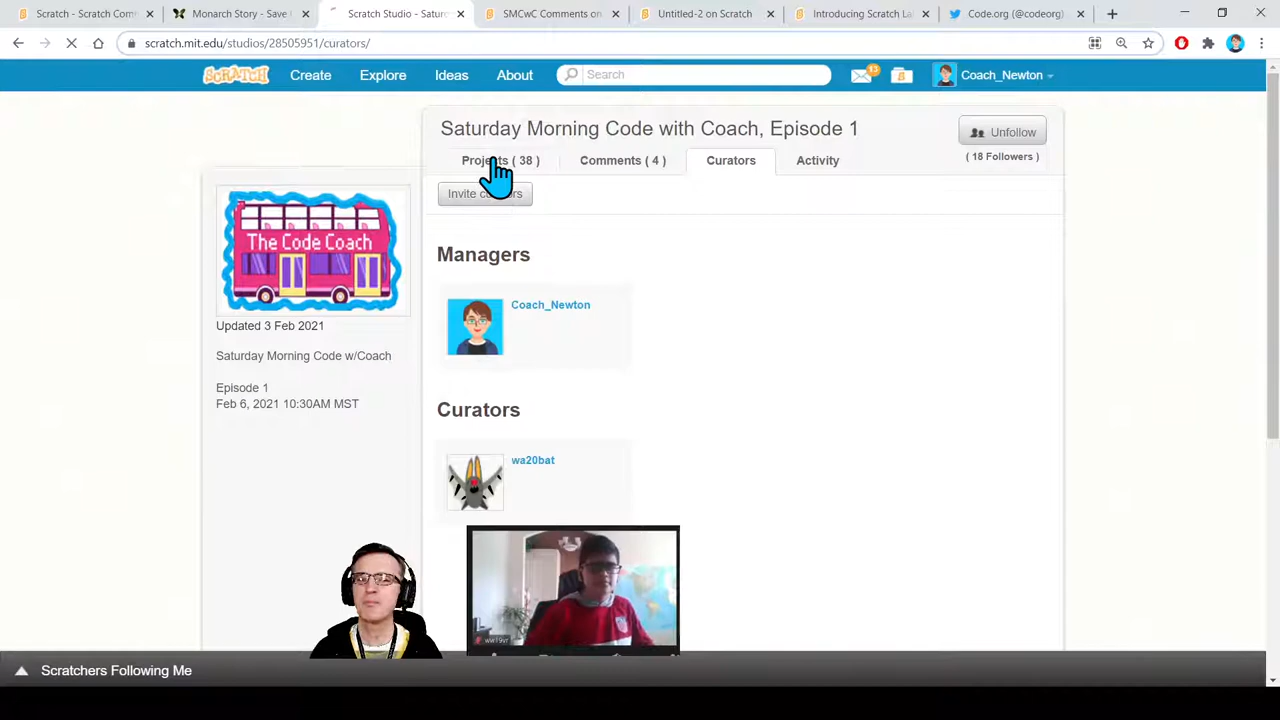 Scratch - Scratch Com
Monarch Story - Save
Scratch Studio - Satur
SMCwC Comments on
Untitled-2 on Scratch
Introducing Scratch La
Code.org (@codeorg)
scratch.mit.edu/studios/28505951/curators/
SCRATCH Create Explore Ideas About Search 13 Coach_Newton
Saturday Morning Code with Coach, Episode 1
Unfollow
( 18 Followers )
Projects ( 38 ) Comments ( 4 ) Curators Activity
Invite curators
The Code Coach
Updated 3 Feb 2021
Saturday Morning Code w/Coach
Episode 1
Feb 6, 2021 10:30AM MST
Managers
Coach_Newton
Curators
wa20bat
ww19vr
Scratchers Following Me